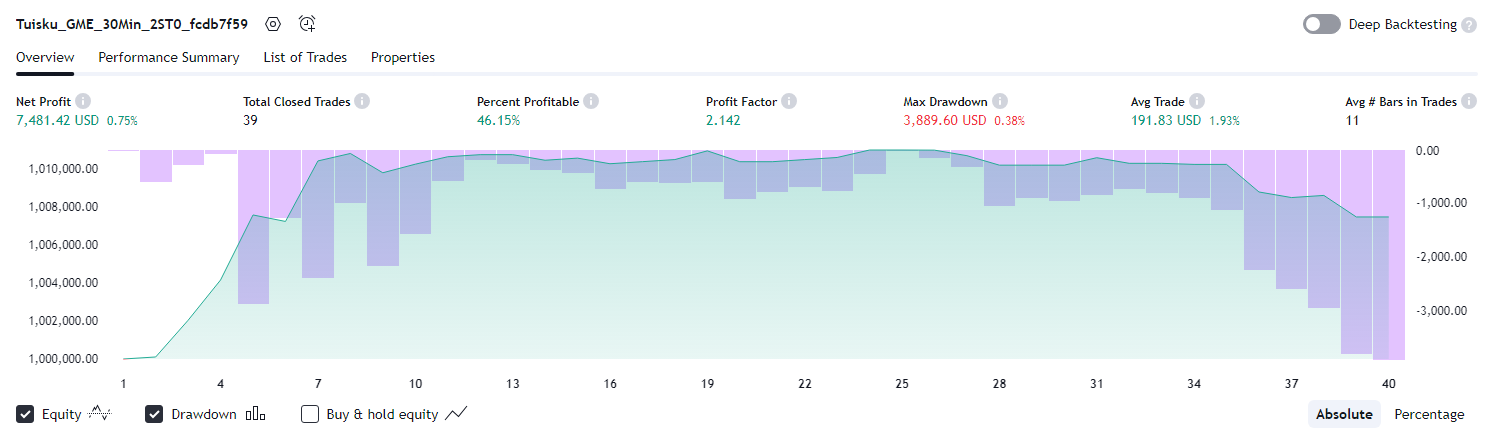 Tuisku_GME_30Min_2ST0_fcdb7f59 Deep Backtesting ?
Overview Performance Summary List of Trades Properties
Net Profit Total Closed Trades Percent Profitable Profit Factor Max Drawdown Avg Trade Avg # Bars in Trades
7,481.42 USD 0.75% 39 46.15% 2.142 3,889.60 USD 0.38% 191.83 USD 1.93% 11
0.00
1,010,000.00
1,008,000.00 -1,000.00
1,006,000.00 -2,000.00
1,004,000.00
1,002,000.00 -3,000.00
1,000,000.00
1 4 7 10 13 16 19 22 25 28 31 34 37 40
Equity Drawdown Buy & hold equity Absolute Percentage